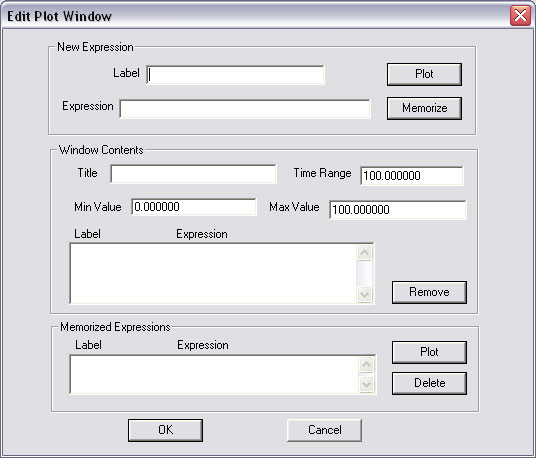 Edit Plot Window
New Expression
Label
Plot
Expression
Memorize
Window Contents
Title
Time Range 100.000000
Min Value 0.000000
Max Value 100.000000
Label Expression
Remove
Memorized Expressions
Label Expression
Plot
Delete
OK Cancel